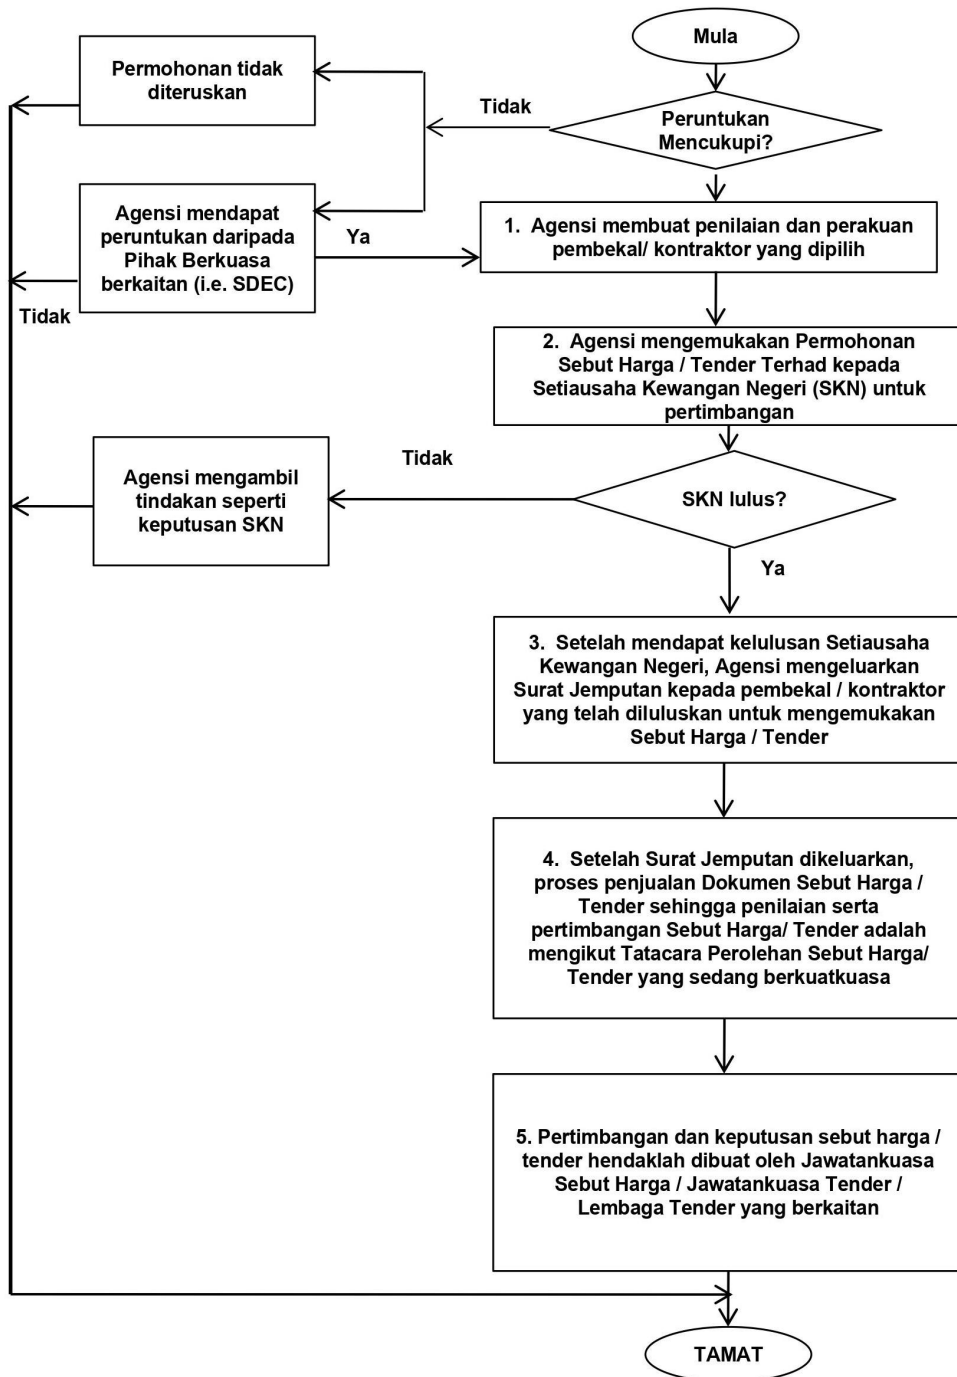 Mula
Permohonan tidak
diteruskan
Tidak
Peruntukan
Mencukupi?
Agensi mendapat
peruntukan daripada
Pihak Berkuasa
berkaitan (i.e. SDEC)
Ya
Tidak
1. Agensi membuat penilaian dan perakuan
pembekal/ kontraktor yang dipilih
2. Agensi mengemukakan Permohonan
Sebut Harga / Tender Terhad kepada
Setiausaha Kewangan Negeri (SKN) untuk
pertimbangan
Agensi mengambil
tindakan seperti
keputusan SKN
Tidak
SKN lulus?
Ya
3. Setelah mendapat kelulusan Setiausaha
Kewangan Negeri, Agensi mengeluarkan
Surat Jemputan kepada pembekal / kontraktor
yang telah diluluskan untuk mengemukakan
Sebut Harga / Tender
4. Setelah Surat Jemputan dikeluarkan,
proses penjualan Dokumen Sebut Harga /
Tender sehingga penilaian serta
pertimbangan Sebut Harga/ Tender adalah
mengikut Tatacara Perolehan Sebut Harga/
Tender yang sedang berkuatkuasa
5. Pertimbangan dan keputusan sebut harga /
tender hendaklah dibuat oleh Jawatankuasa
Sebut Harga / Jawatankuasa Tender /
Lembaga Tender yang berkaitan
TAMAT